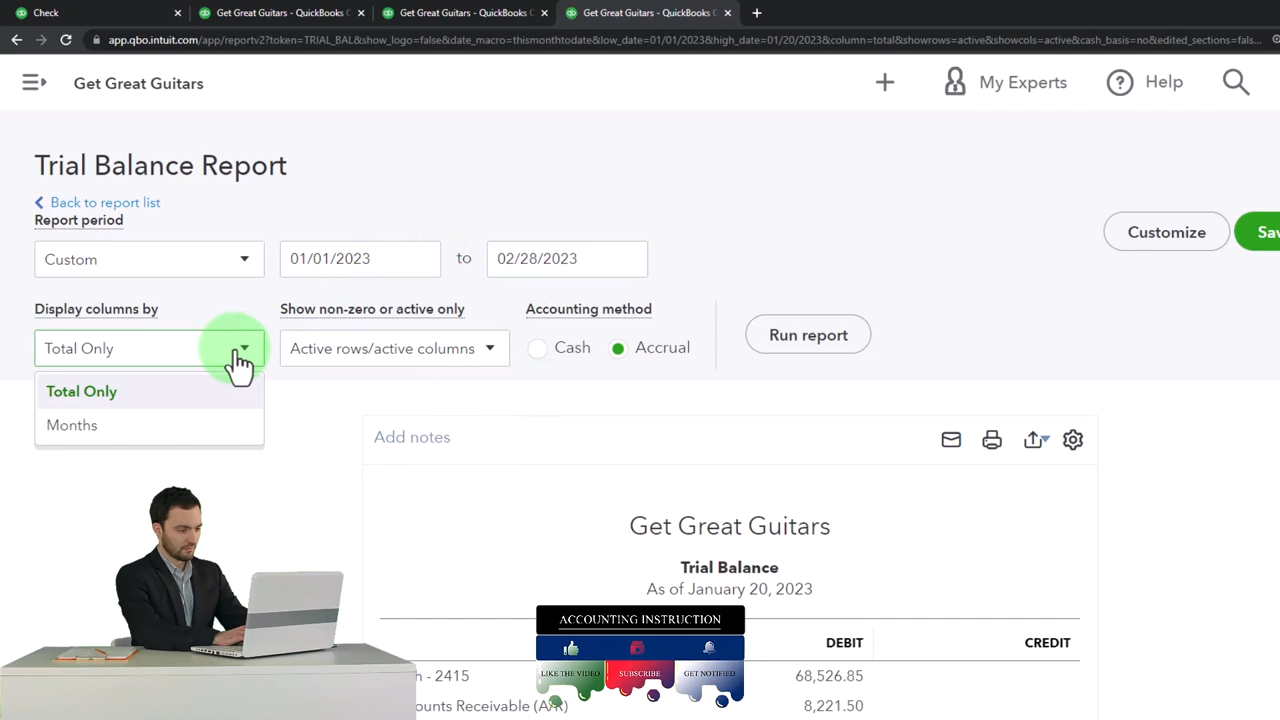 Check
Get Great Guitars - QuickBooks
Get Great Guitars - QuickBooks
Get Great Guitars - QuickBooks
app.qbo.intuit.com/app/reportv2?token=TRIAL_BAL&show_logo=false&date_macro=thismonthtodate&low_date=01/01/2023&high_date=01/20/2023&column=total&showrows=active&showcols=active&cash_basis=no&edited_sections=fals...
Get Great Guitars
My Experts
Help
Trial Balance Report
Back to report list
Report period
Custom
01/01/2023 to 02/28/2023
Customize
Display columns by
Show non-zero or active only
Accounting method
Total Only
Active rows/active columns
Cash
Accrual
Run report
Total Only
Months
Add notes
Get Great Guitars
Trial Balance
As of January 20, 2023
ACCOUNTING INSTRUCTION
LIKE THE VIDEO
SUBSCRIBE
GET NOTIFIED
DEBIT CREDIT
- 2415 68,526.85
(A/R) 8,221.50